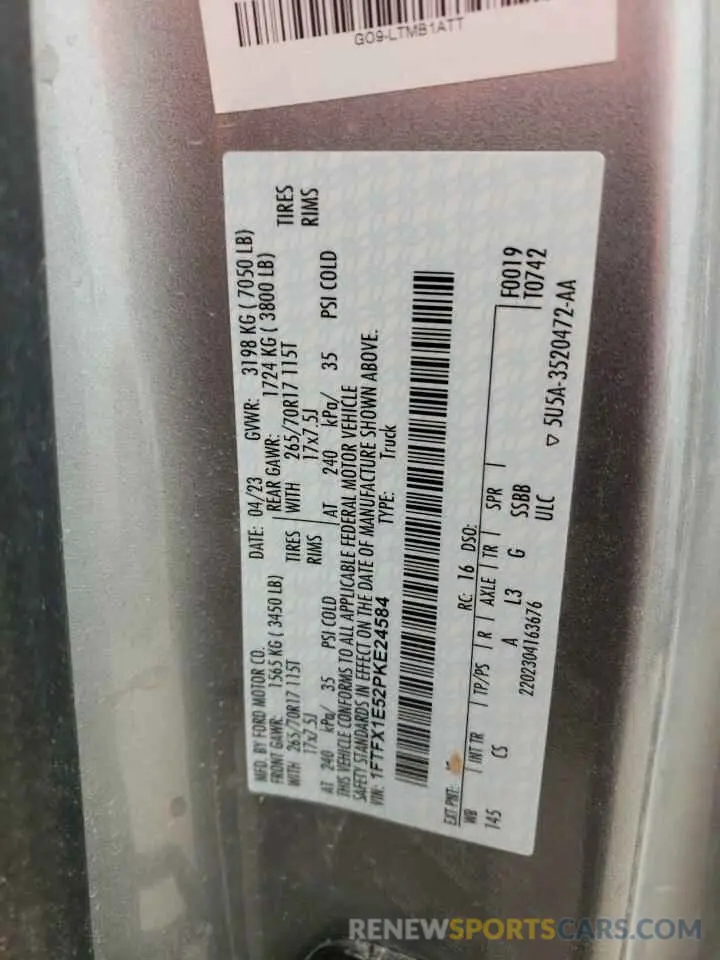 GO9-LTMB1ATT
MFD. BY FORD MOTOR CO. DATE: 04/23 GVWR: 3198 KG ( 7050 LB)
FRONT GAWR: 1565 KG ( 3450 LB) REAR GAWR: 1724 KG ( 3800 LB)
WITH 265/70R17 115T TIRES WITH 265/70R17 115T TIRES
17x7.5J RIMS 17x7.5J RIMS
AT 240 kPa/ 35 PSI COLD AT 240 kPa/ 35 PSI COLD
THIS VEHICLE CONFORMS TO ALL APPLICABLE FEDERAL MOTOR VEHICLE
SAFETY STANDARDS IN EFFECT ON THE DATE OF MANUFACTURE SHOWN ABOVE.
VIN: 1FTFX1E52PKE24584 TYPE: Truck
EXT PNT: RC: 16 DSO:
WB INT TR TP/PS R AXLE TR SPR F0019
145 CS A L3 G SSBB T0742
2202304163676 ULC
▽ 5U5A-3520472-AA
RENEWSPORTSCARS.COM